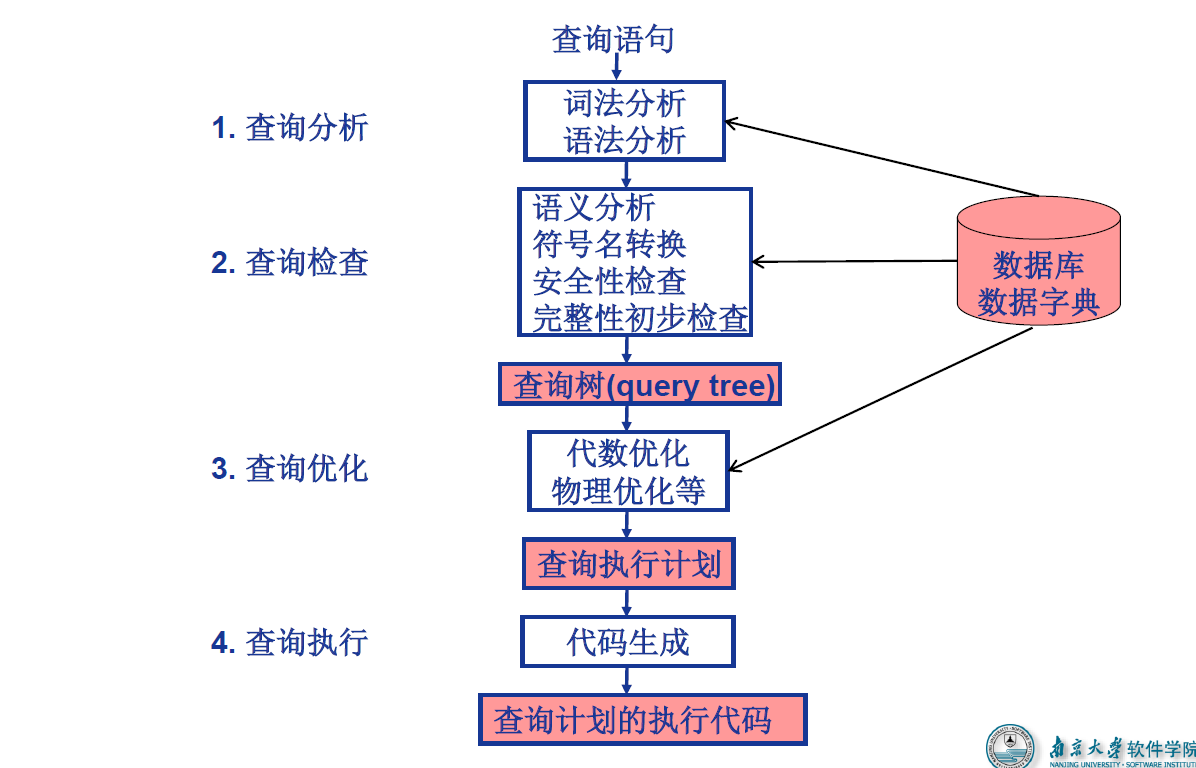 查询语句
1. 查询分析
词法分析
语法分析
2. 查询检查
语义分析
符号名转换
安全性检查
完整性初步检查
数据库
数据字典
查询树(query tree)
3. 查询优化
代数优化
物理优化等
查询执行计划
4. 查询执行
代码生成
查询计划的执行代码
南京大学软件学院
NANJING UNIVERSITY · SOFTWARE INSTITUTE